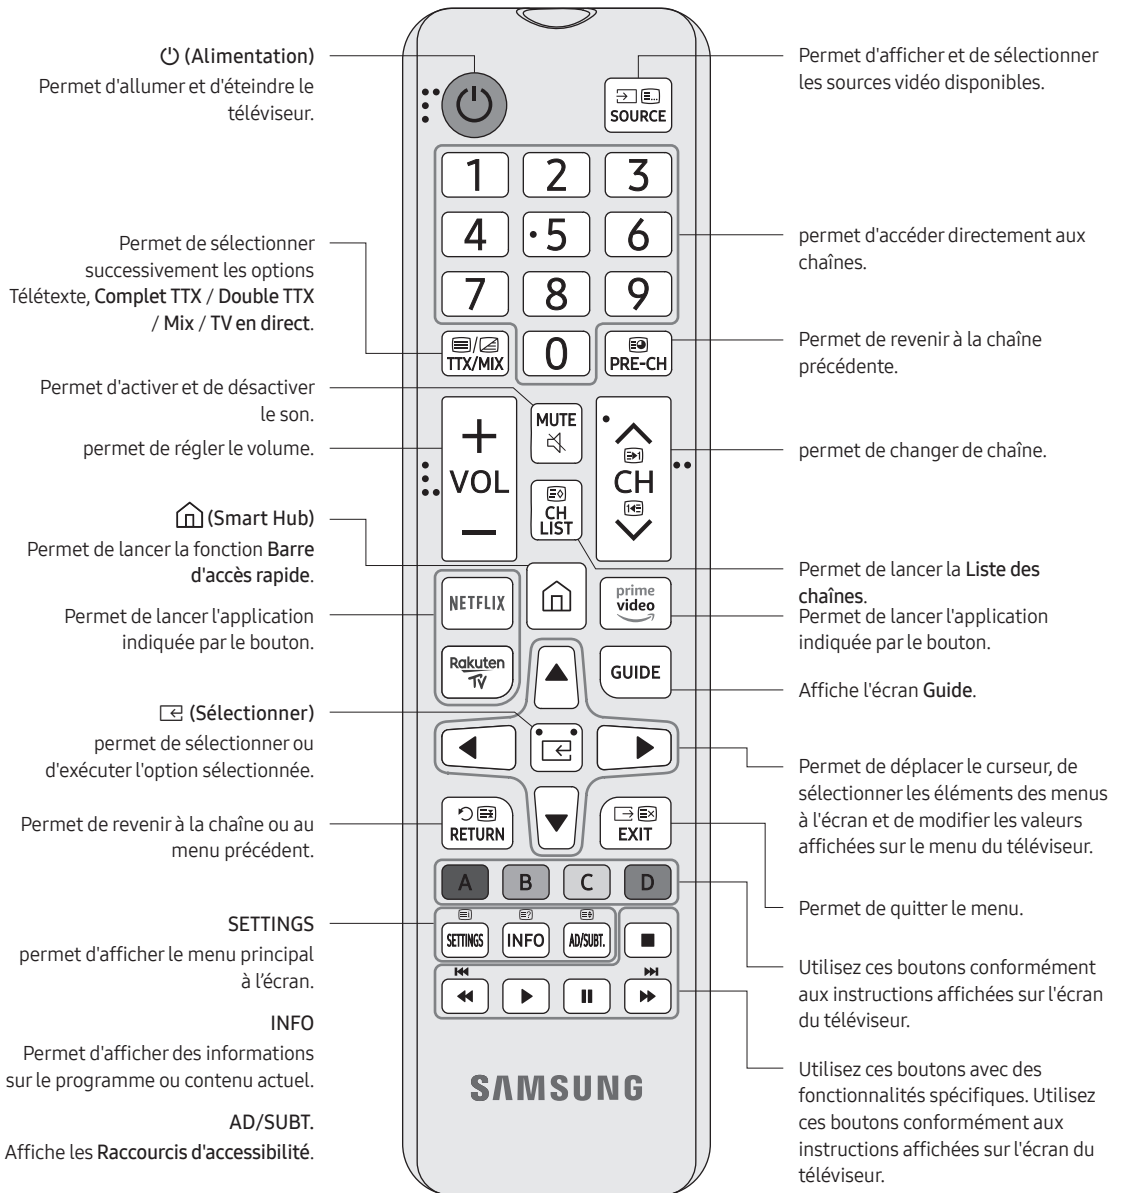 (Alimentation)
Permet d'allumer et d'éteindre le
téléviseur.
Permet de sélectionner
successivement les options
Télétexte, Complet TTX / Double TTX
/ Mix / TV en direct.
Permet d'activer et de désactiver
le son.
permet de régler le volume.
(Smart Hub)
Permet de lancer la fonction Barre
d'accès rapide.
Permet de lancer l'application
indiquée par le bouton.
(Sélectionner)
permet de sélectionner ou
d'exécuter l'option sélectionnée.
Permet de revenir à la chaîne ou au
menu précédent.
SETTINGS
permet d'afficher le menu principal
à l’écran.
INFO
Permet d'afficher des informations
sur le programme ou contenu actuel.
AD/SUBT.
Affiche les Raccourcis d'accessibilité.
SOURCE
1
2
3
4
5
6
7
8
9
TTX/MIX
0
PRE-CH
MUTE
VOL
CH
CH
LIST
NETFLIX
prime
video
Rakuten
TV
GUIDE
RETURN
EXIT
A
B
C
D
SETTINGS
INFO
AD/SUBT.
SAMSUNG
Permet d'afficher et de sélectionner
les sources vidéo disponibles.
permet d'accéder directement aux
chaînes.
Permet de revenir à la chaîne
précédente.
permet de changer de chaîne.
Permet de lancer la Liste des
chaînes.
Permet de lancer l'application
indiquée par le bouton.
Affiche l'écran Guide.
Permet de déplacer le curseur, de
sélectionner les éléments des menus
à l'écran et de modifier les valeurs
affichées sur le menu du téléviseur.
Permet de quitter le menu.
Utilisez ces boutons conformément
aux instructions affichées sur l'écran
du téléviseur.
Utilisez ces boutons avec des
fonctionnalités spécifiques. Utilisez
ces boutons conformément aux
instructions affichées sur l'écran du
téléviseur.